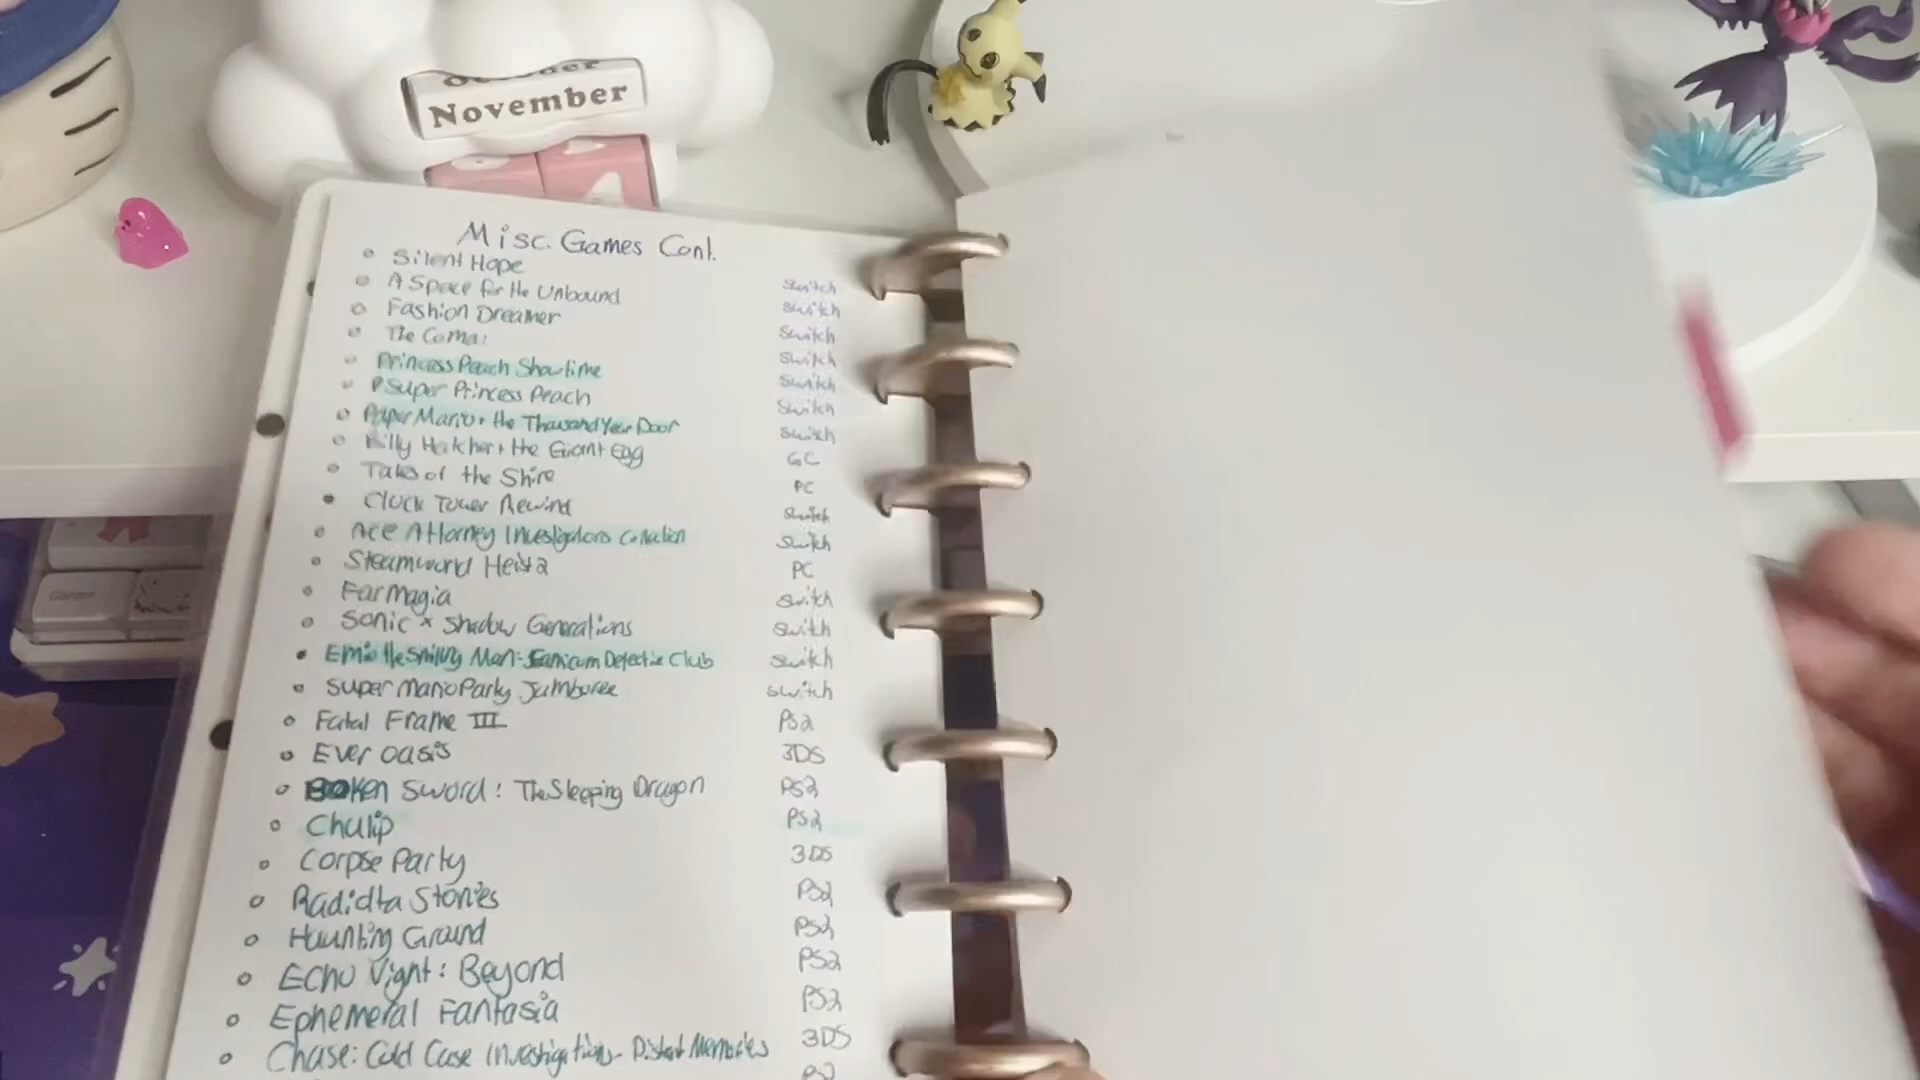 November
Misc. Games Cont.
Silent Hope Switch
A Space for the Unbound Switch
Fashion Dreamer Switch
The Coma: Switch
Princess Peach Showtime Switch
Super Princess Peach Switch
Paper Mario + the Thousand Year Door Switch
Billy Hatcher + the Giant Egg GC
Tales of the Shire PC
Clock Tower Rewind Switch
Ace Attorney Investigations Collection Switch
Steamworld Heist 2 PC
Farmagia Switch
Sonic x Shadow Generations Switch
Emio the Smiling Man: Famicom Detective Club Switch
Super Mario Party Jamboree Switch
Fatal Frame III PS2
Ever Oasis 3DS
Broken Sword: The Sleeping Dragon PS2
Chulip PS2
Corpse Party 3DS
Radidta Stories PS2
Haunting Ground PS2
Echo Night: Beyond PS2
Ephemeral Fantasia PS2
Chase: Cold Case Investigations Distant Memories 3DS